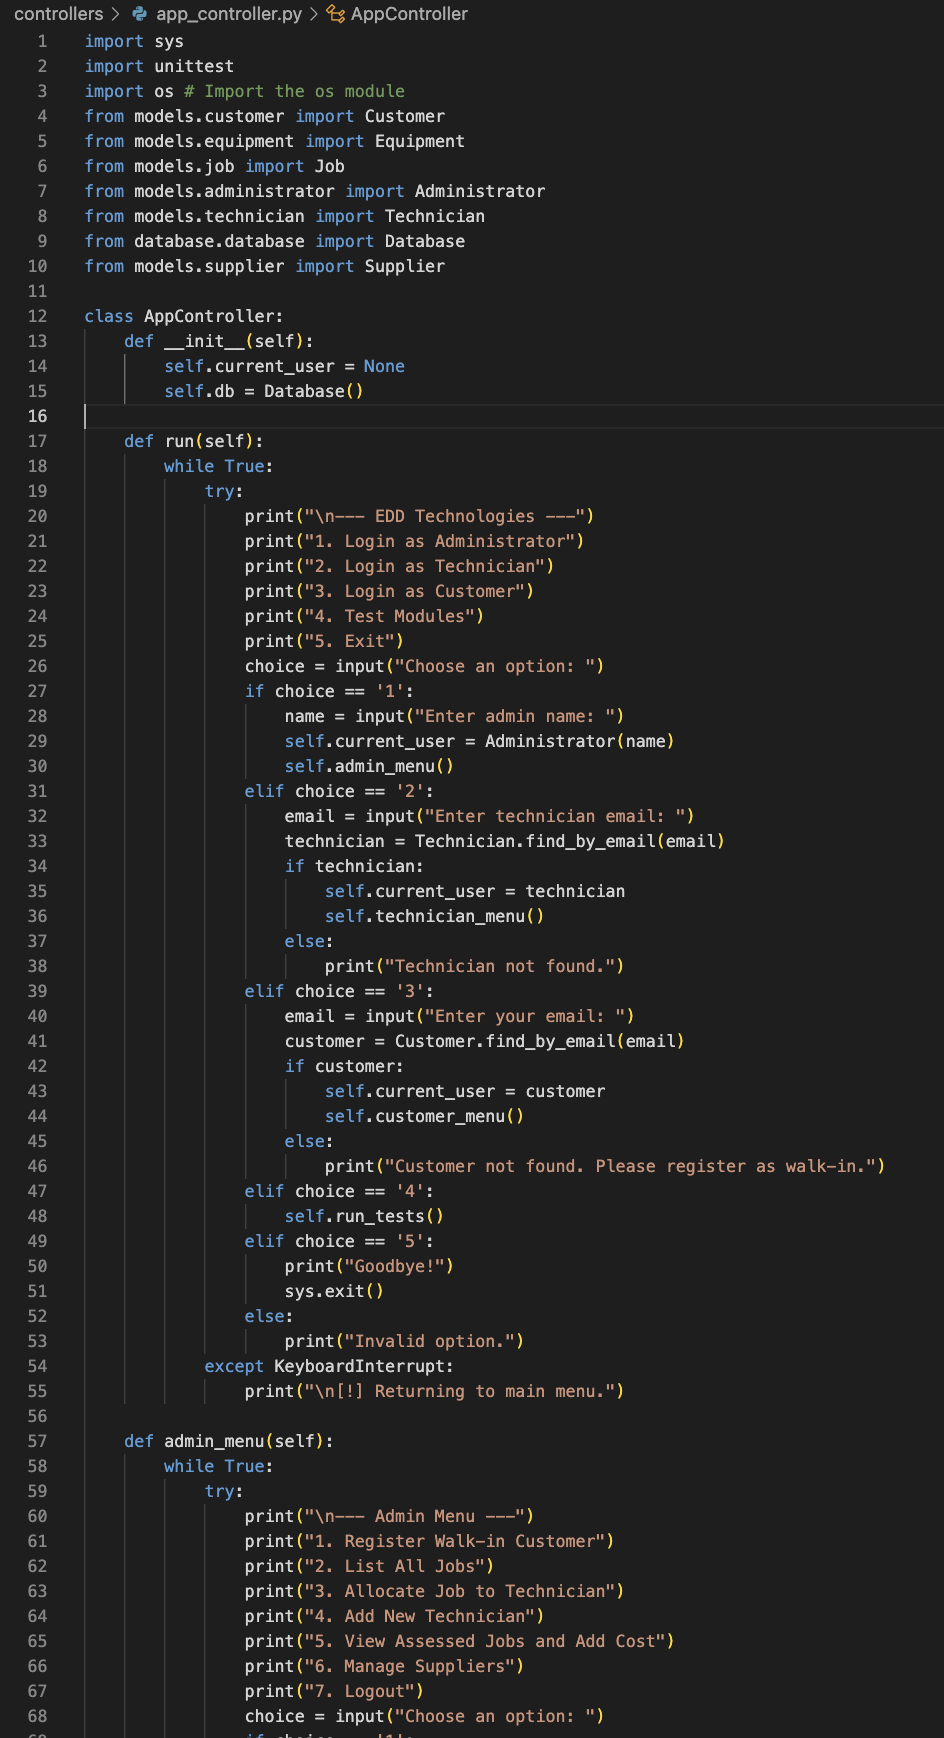 controllers > app_controller.py > AppController
1 import sys
2 import unittest
3 import os # Import the os module
4 from models.customer import Customer
5 from models.equipment import Equipment
6 from models.job import Job
7 from models.administrator import Administrator
8 from models.technician import Technician
9 from database.database import Database
10 from models.supplier import Supplier
11
12 class AppController:
13     def __init__(self):
14         self.current_user = None
15         self.db = Database()
16
17     def run(self):
18         while True:
19             try:
20                 print("\n--- EDD Technologies ---")
21                 print("1. Login as Administrator")
22                 print("2. Login as Technician")
23                 print("3. Login as Customer")
24                 print("4. Test Modules")
25                 print("5. Exit")
26                 choice = input("Choose an option: ")
27                 if choice == '1':
28                     name = input("Enter admin name: ")
29                     self.current_user = Administrator(name)
30                     self.admin_menu()
31                 elif choice == '2':
32                     email = input("Enter technician email: ")
33                     technician = Technician.find_by_email(email)
34                     if technician:
35                         self.current_user = technician
36                         self.technician_menu()
37                     else:
38                         print("Technician not found.")
39                 elif choice == '3':
40                     email = input("Enter your email: ")
41                     customer = Customer.find_by_email(email)
42                     if customer:
43                         self.current_user = customer
44                         self.customer_menu()
45                     else:
46                         print("Customer not found. Please register as walk-in.")
47                 elif choice == '4':
48                     self.run_tests()
49                 elif choice == '5':
50                     print("Goodbye!")
51                     sys.exit()
52                 else:
53                     print("Invalid option.")
54             except KeyboardInterrupt:
55                 print("\n[!] Returning to main menu.")
56
57     def admin_menu(self):
58         while True:
59             try:
60                 print("\n--- Admin Menu ---")
61                 print("1. Register Walk-in Customer")
62                 print("2. List All Jobs")
63                 print("3. Allocate Job to Technician")
64                 print("4. Add New Technician")
65                 print("5. View Assessed Jobs and Add Cost")
66                 print("6. Manage Suppliers")
67                 print("7. Logout")
68                 choice = input("Choose an option: ")